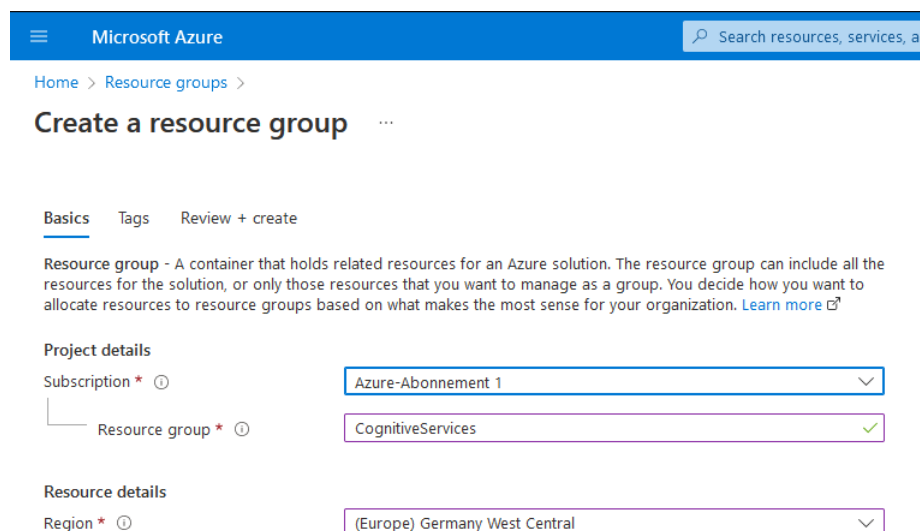 Microsoft Azure
Search resources, services, a
Home > Resource groups >
Create a resource group ...
Basics Tags Review + create
Resource group - A container that holds related resources for an Azure solution. The resource group can include all the
resources for the solution, or only those resources that you want to manage as a group. You decide how you want to
allocate resources to resource groups based on what makes the most sense for your organization. Learn more
Project details
Subscription * Azure-Abonnement 1
Resource group * CognitiveServices
Resource details
Region * (Europe) Germany West Central